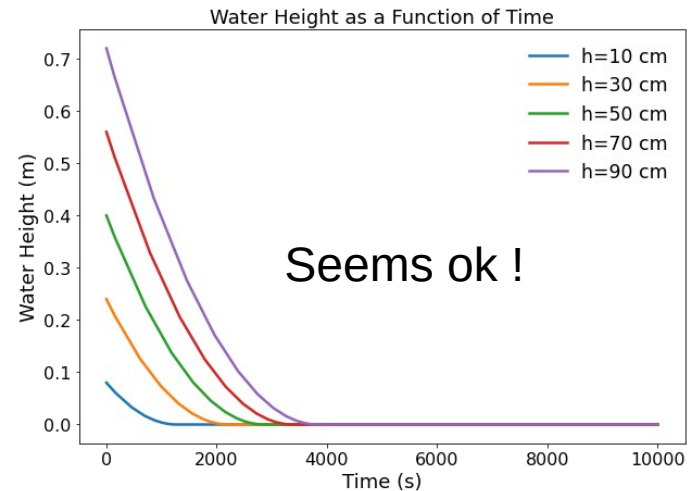 Water Height as a Function of Time
h=10 cm
h=30 cm
h=50 cm
h=70 cm
h=90 cm
Seems ok !
Water Height (m)
0.7
0.6
0.5
0.4
0.3
0.2
0.1
0.0
0 2000 4000 6000 8000 10000
Time (s)